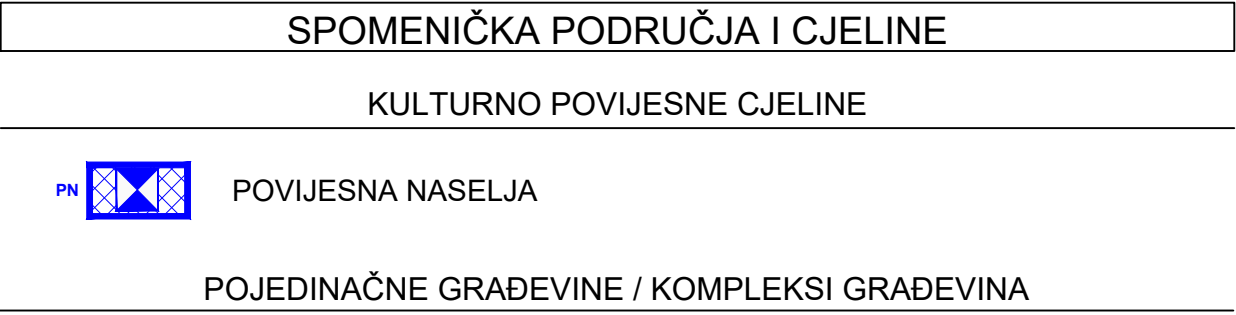 SPOMENIČKA PODRUČJA I CJELINE
KULTURNO POVIJESNE CJELINE
PN POVIJESNA NASELJA
POJEDINAČNE GRAĐEVINE / KOMPLEKSI GRAĐEVINA